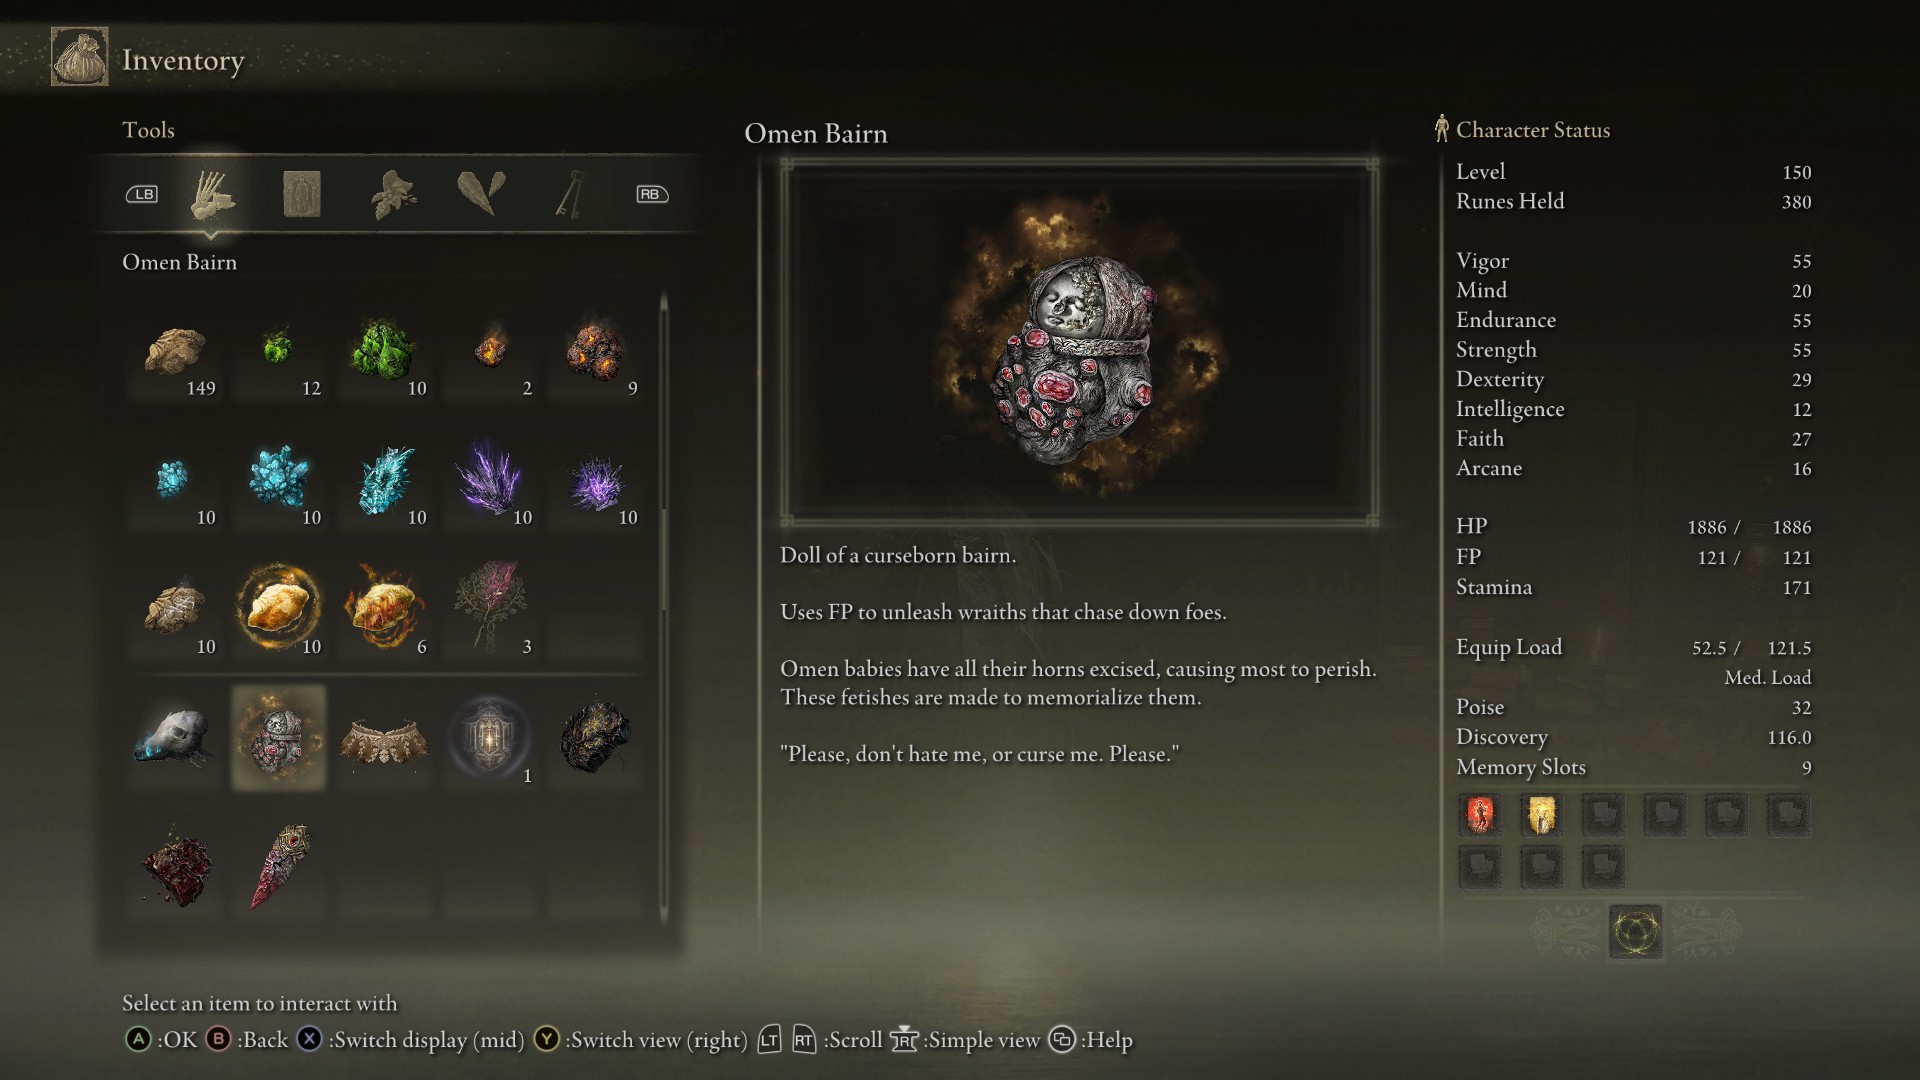 Inventory
Tools
LB
RB
Omen Bairn
149
12
10
2
9
10
10
10
10
10
10
10
6
3
1
Omen Bairn
Doll of a curseborn bairn.
Uses FP to unleash wraiths that chase down foes.
Omen babies have all their horns excised, causing most to perish.
These fetishes are made to memorialize them.
"Please, don't hate me, or curse me. Please."
Character Status
Level 150
Runes Held 380
Vigor 55
Mind 20
Endurance 55
Strength 55
Dexterity 29
Intelligence 12
Faith 27
Arcane 16
HP 1886 / 1886
FP 121 / 121
Stamina 171
Equip Load 52.5 / 121.5
Med. Load
Poise 32
Discovery 116.0
Memory Slots 9
Select an item to interact with
A :OK B :Back X :Switch display (mid) Y :Switch view (right) LT RT :Scroll R :Simple view :Help